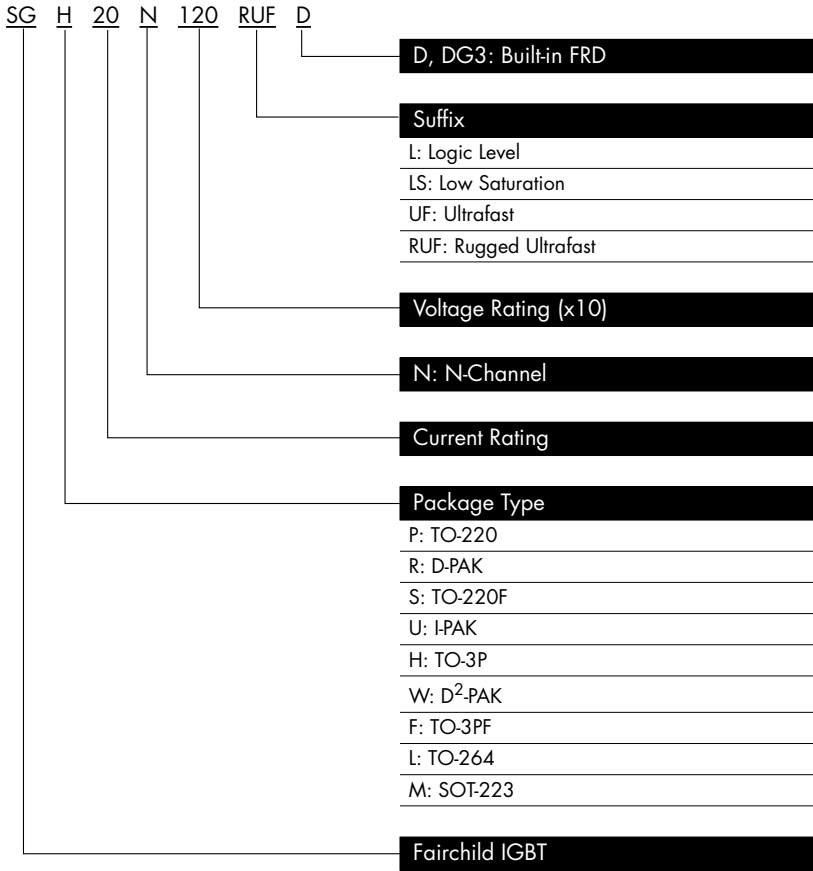 SG H 20 N 120 RUF D
D, DG3: Built-in FRD
Suffix
L: Logic Level
LS: Low Saturation
UF: Ultrafast
RUF: Rugged Ultrafast
Voltage Rating (x10)
N: N-Channel
Current Rating
Package Type
P: TO-220
R: D-PAK
S: TO-220F
U: I-PAK
H: TO-3P
W: D²-PAK
F: TO-3PF
L: TO-264
M: SOT-223
Fairchild IGBT